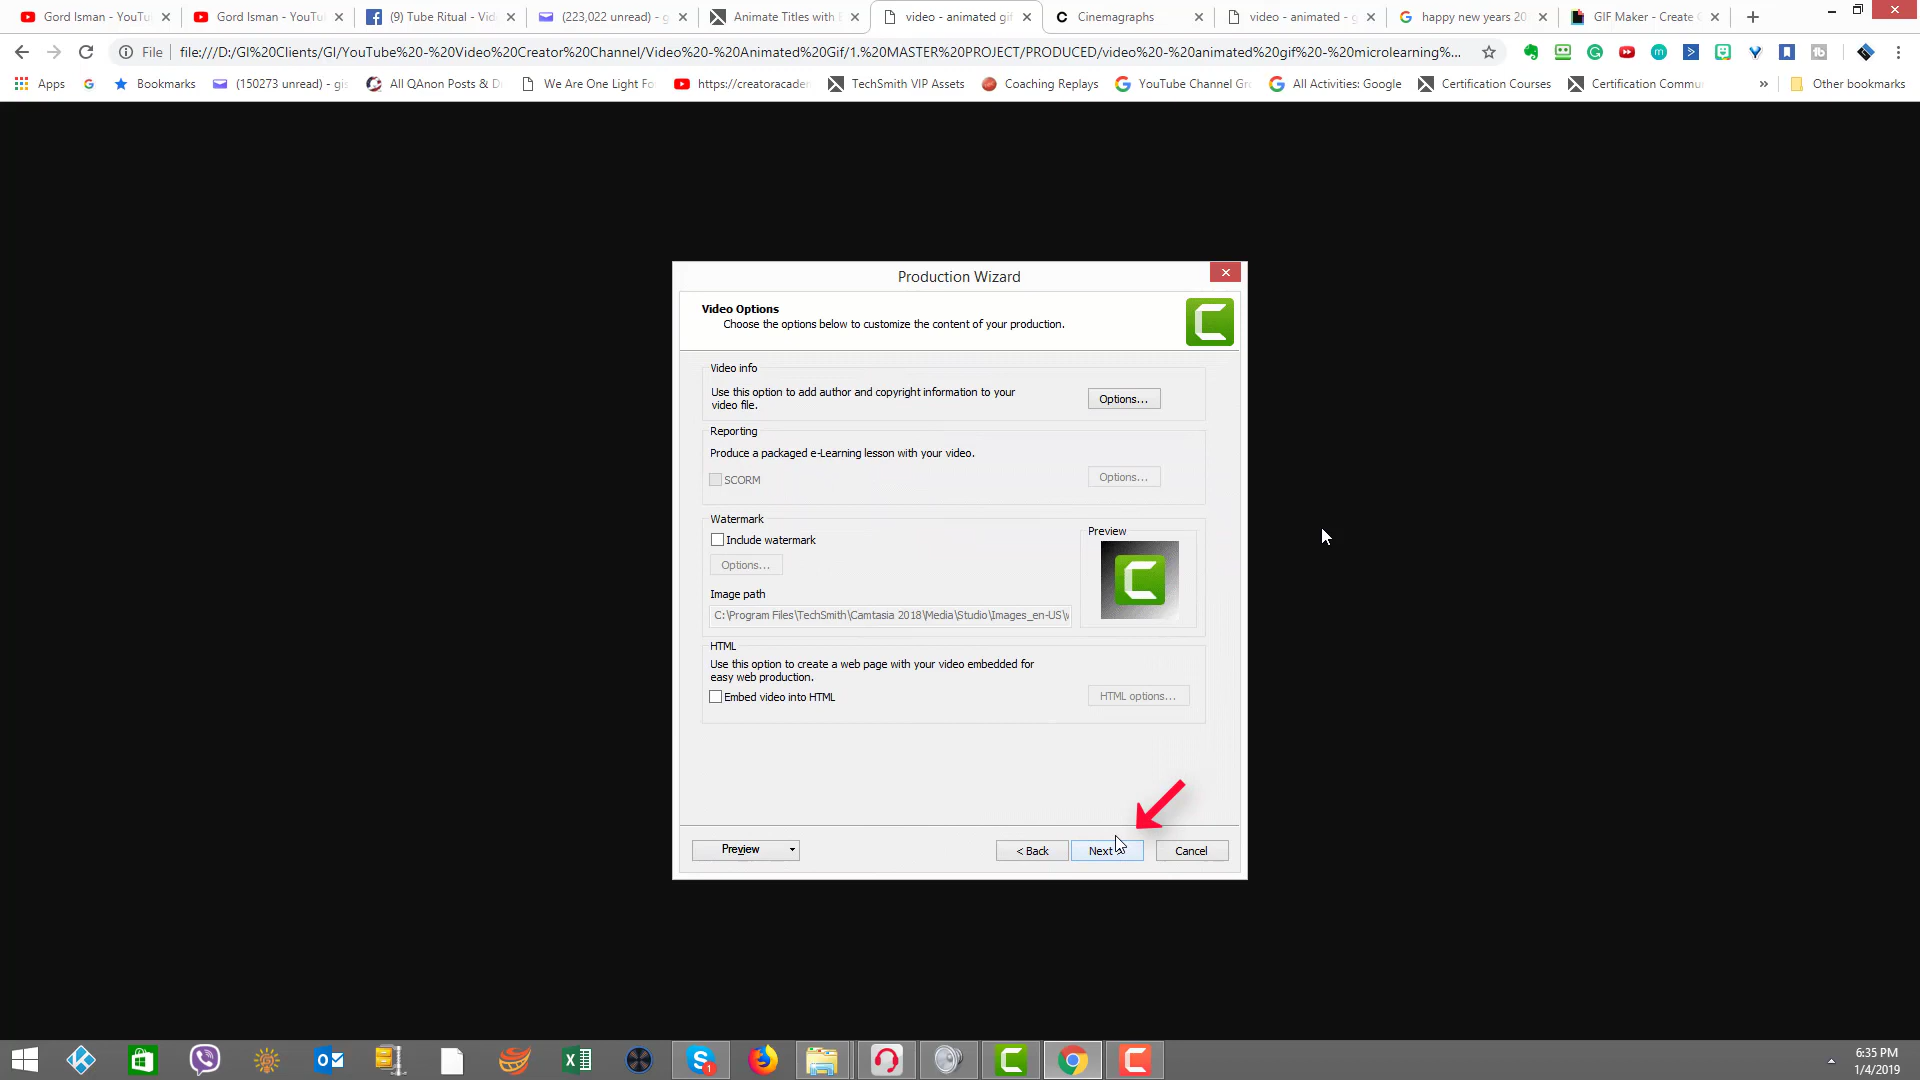 Gord Isman - YouTu
Gord Isman - YouTu
(9) Tube Ritual - Vid
(223,022 unread) - g
Animate Titles with
video - animated gif
Cinemagraphs
video - animated - g
happy new years 20
GIF Maker - Create
File
file:///D:/GI%20Clients/GI/YouTube%20-%20Video%20Creator%20Channel/Video%20-%20Animated%20Gif/1.%20MASTER%20PROJECT/PRODUCED/video%20-%20animated%20gif%20-%20microlearning%...
Apps
Bookmarks
(150273 unread) - gi
All QAnon Posts &
We Are One Light Fo
https://creatoracaden
TechSmith VIP Assets
Coaching Replays
YouTube Channel Gr
All Activities: Google
Certification Courses
Certification Commu
»
Other bookmarks
Production Wizard
Video Options
Choose the options below to customize the content of your production.
Video info
Use this option to add author and copyright information to your
video file.
Options...
Reporting
Produce a packaged e-Learning lesson with your video.
SCORM
Options...
Watermark
Include watermark
Options...
Preview
Image path
C:\Program Files\TechSmith\Camtasia 2018\Media\Studio\Images_en-US\
HTML
Use this option to create a web page with your video embedded for
easy web production.
Embed video into HTML
HTML options...
Preview
< Back
Next
Cancel
1
6:35 PM
1/4/2019